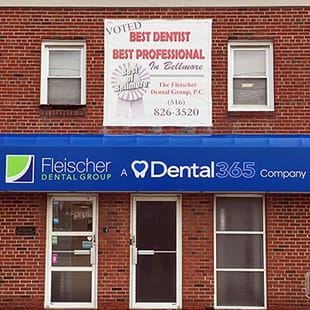 VOTED
BEST DENTIST
BEST PROFESSIONAL
In Bellmore
Best of
Bellmore
The Fleischer
Dental Group, P.C.
(516)
826-3520
Fleischer
DENTAL GROUP
A Dental365 Company